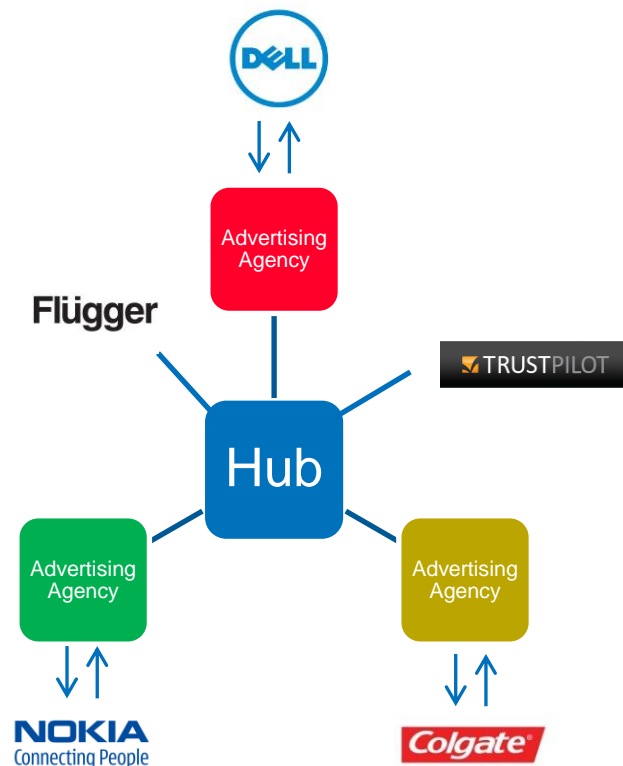 DELL
Advertising
Agency
Flügger
TRUSTPILOT
Hub
Advertising
Agency
Advertising
Agency
NOKIA
Connecting People
Colgate®